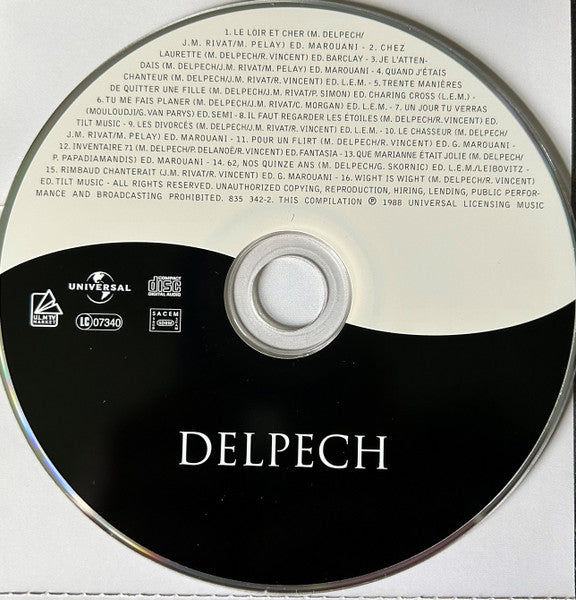 1. LE LOIR ET CHER (M. DELPECH/
J.M. RIVAT/M. PELAY) ED. MAROUANI - 2. CHEZ
LAURETTE (M. DELPECH/R. VINCENT) ED. BARCLAY - 3. JE L'ATTEN-
DAIS (M. DELPECH/J.M. RIVAT/M. PELAY) ED. MAROUANI - 4. QUAND J'ÉTAIS
CHANTEUR (M. DELPECH/J.M. RIVAT/R. VINCENT) ED. L.E.M. - 5. TRENTE MANIÈRES
DE QUITTER UNE FILLE (M. DELPECH/J.M. RIVAT/P. SIMON) ED. CHARING CROSS (L.E.M.) -
6. TU ME FAIS PLANER (M. DELPECH/J.M. RIVAT/C. MORGAN) ED. L.E.M. - 7. UN JOUR TU VERRAS
(MOULOUDJI/G. VAN PARYS) ED. SEMI - 8. IL FAUT REGARDER LES ÉTOILES (M. DELPECH/R. VINCENT) ED.
TILT MUSIC - 9. LES DIVORCÉS (M. DELPECH/J.M. RIVAT/R. VINCENT) ED. L.E.M. - 10. LE CHASSEUR (M. DELPECH/
J.M. RIVAT/M. PELAY) ED. MAROUANI - 11. POUR UN FLIRT (M. DELPECH/R. VINCENT) ED. G. MAROUANI -
12. INVENTAIRE 71 (M. DELPECH/P. DELANOË/R. VINCENT) ED. FANTASIA - 13. QUE MARIANNE ÉTAIT JOLIE (M. DELPECH/
P. PAPADIAMANDIS) ED. MAROUANI - 14. 62, NOS QUINZE ANS (M. DELPECH/G. SKORNIC) ED. L.E.M./LEIBOVITZ -
15. RIMBAUD CHANTERAIT (J.M. RIVAT/R. VINCENT) ED. G. MAROUANI - 16. WIGHT IS WIGHT (M. DELPECH/R. VINCENT)
ED. TILT MUSIC - ALL RIGHTS RESERVED. UNAUTHORIZED COPYING, REPRODUCTION, HIRING, LENDING, PUBLIC PERFOR-
MANCE AND BROADCASTING PROHIBITED. 835 342-2. THIS COMPILATION ℗ 1988 UNIVERSAL LICENSING MUSIC
UNIVERSAL
COMPACT
disc
DIGITAL AUDIO
ULM TV
MARKET
LC 07340
SACEM
DELPECH